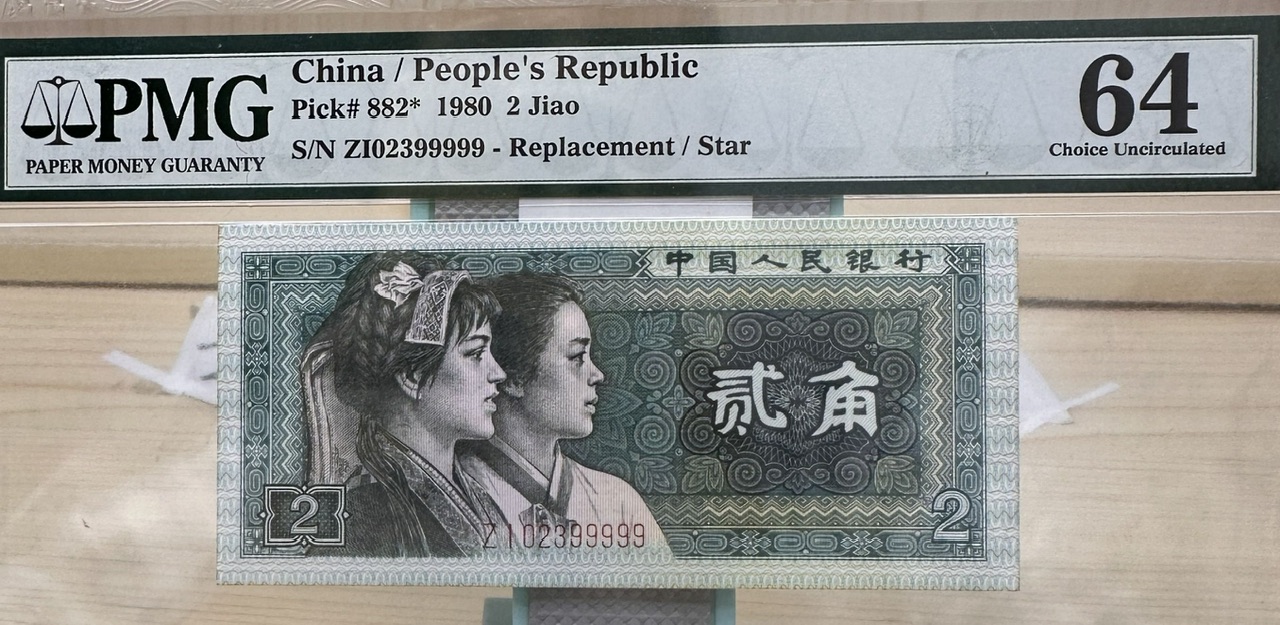 PMG
PAPER MONEY GUARANTY
China / People's Republic
Pick# 882* 1980 2 Jiao
S/N ZI02399999 - Replacement / Star
64
Choice Uncirculated
中国人民银行
贰角
2
2
ZI02399999